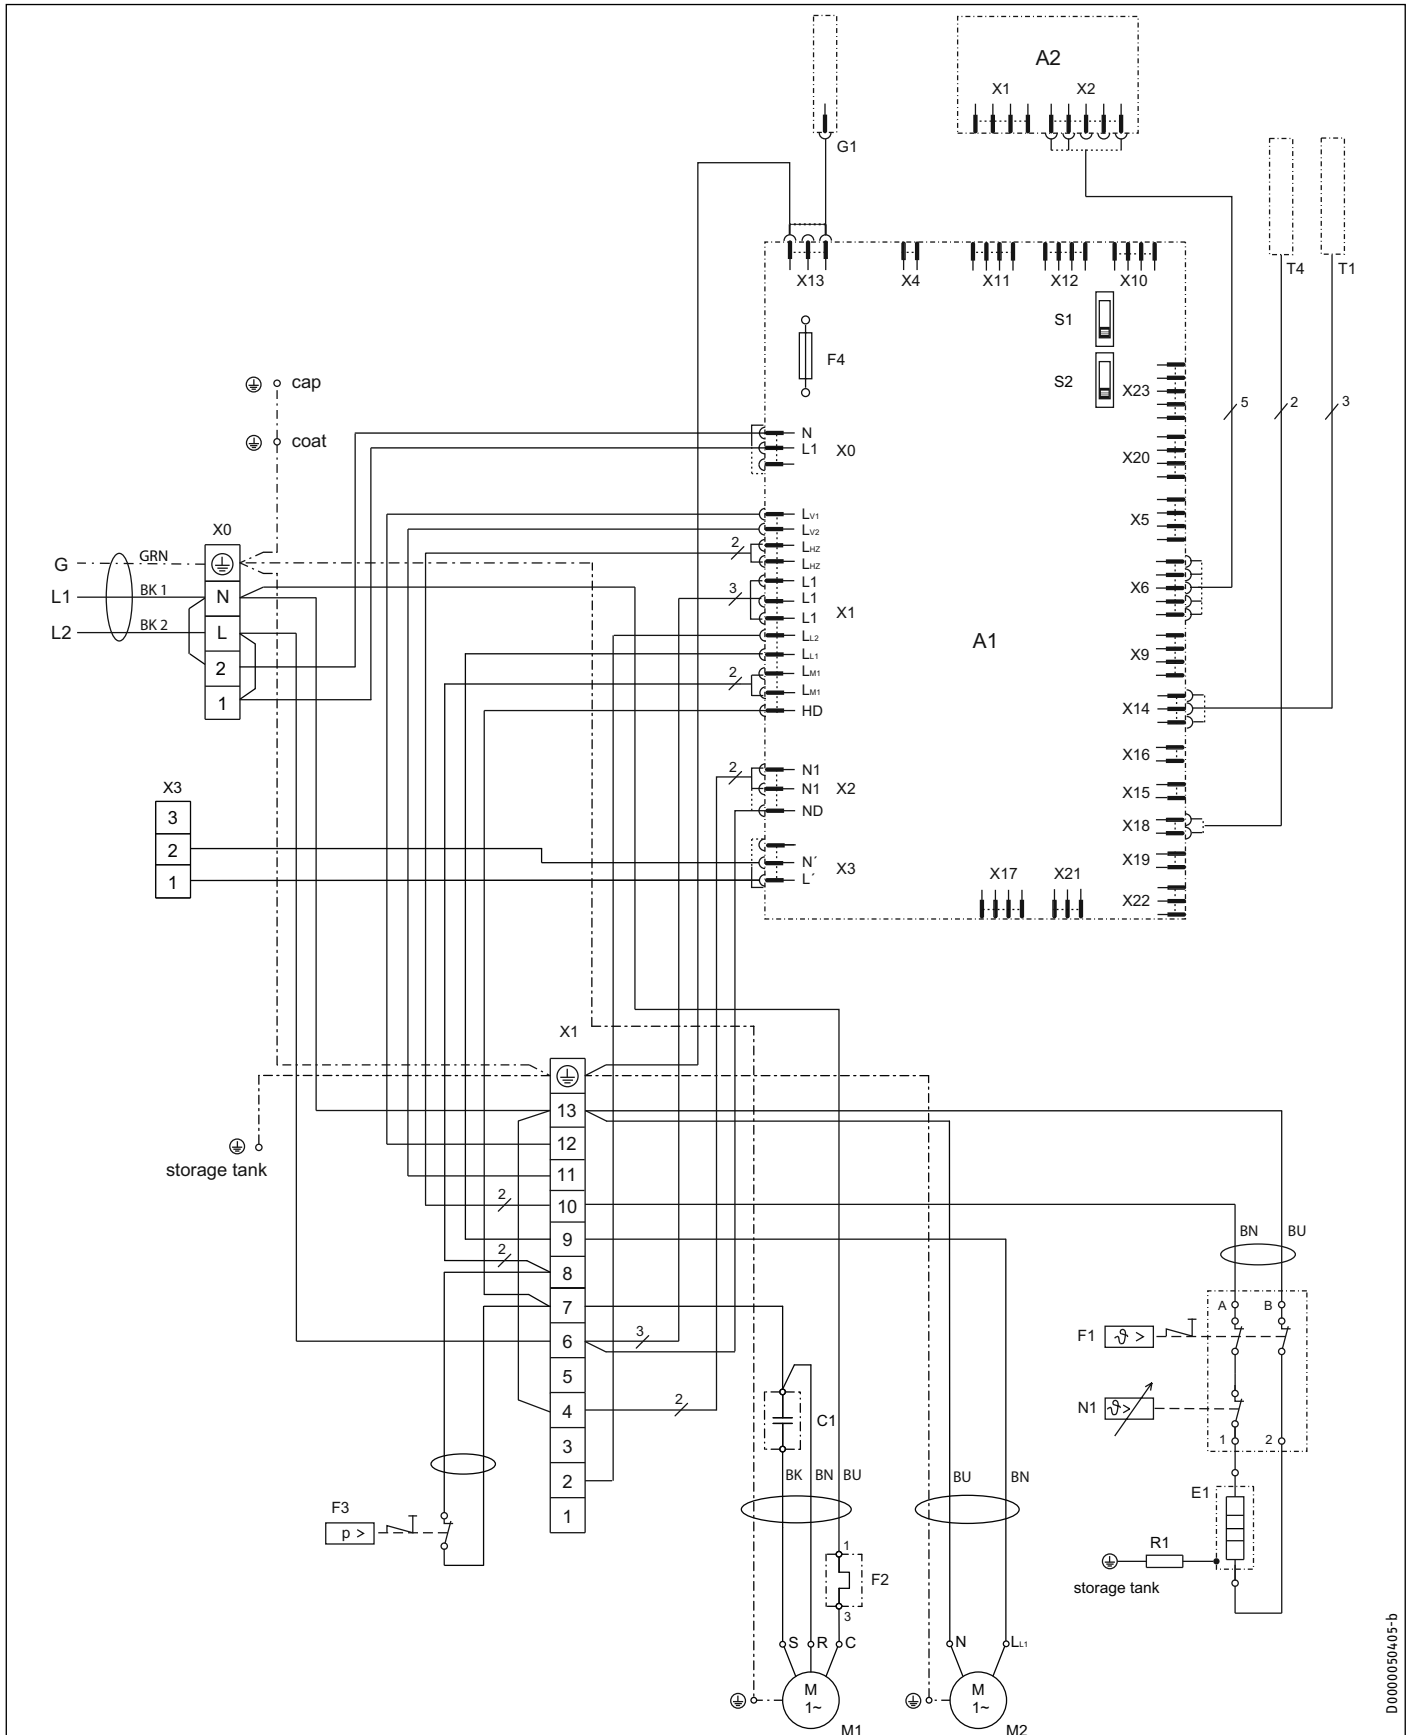 A2
X1 X2
G1
T4 T1
X13 X4 X11 X12 X10
S1
F4
S2
X23
5 2 3
cap
coat
N
L1 X0
X20
X5
LV1
LV2
2 LHZ
LHZ
L1
3 L1 X1
L1
LL2
LL1
2 LM1
LM1
HD
A1
X6
X9
X14
X16
X15
X18
X19
X22
X0
G GRN
L1 BK 1 N
L2 BK 2 L
2
1
2 N1
N1 X2
ND
N´ X3
L´
X17 X21
X3
3
2
1
X1
13
12
11
2 10
9
2 8
7
6 3
5
4 2
3
2
1
storage tank
BN BU
A B
F1 ϑ >
N1 ϑ >
1 2
C1
BK BN BU
BU BN
F3
p >
E1
R1
storage tank
1
F2
3
S R C
N LL1
M
1~
M1
M
1~
M2
D0000050405-b